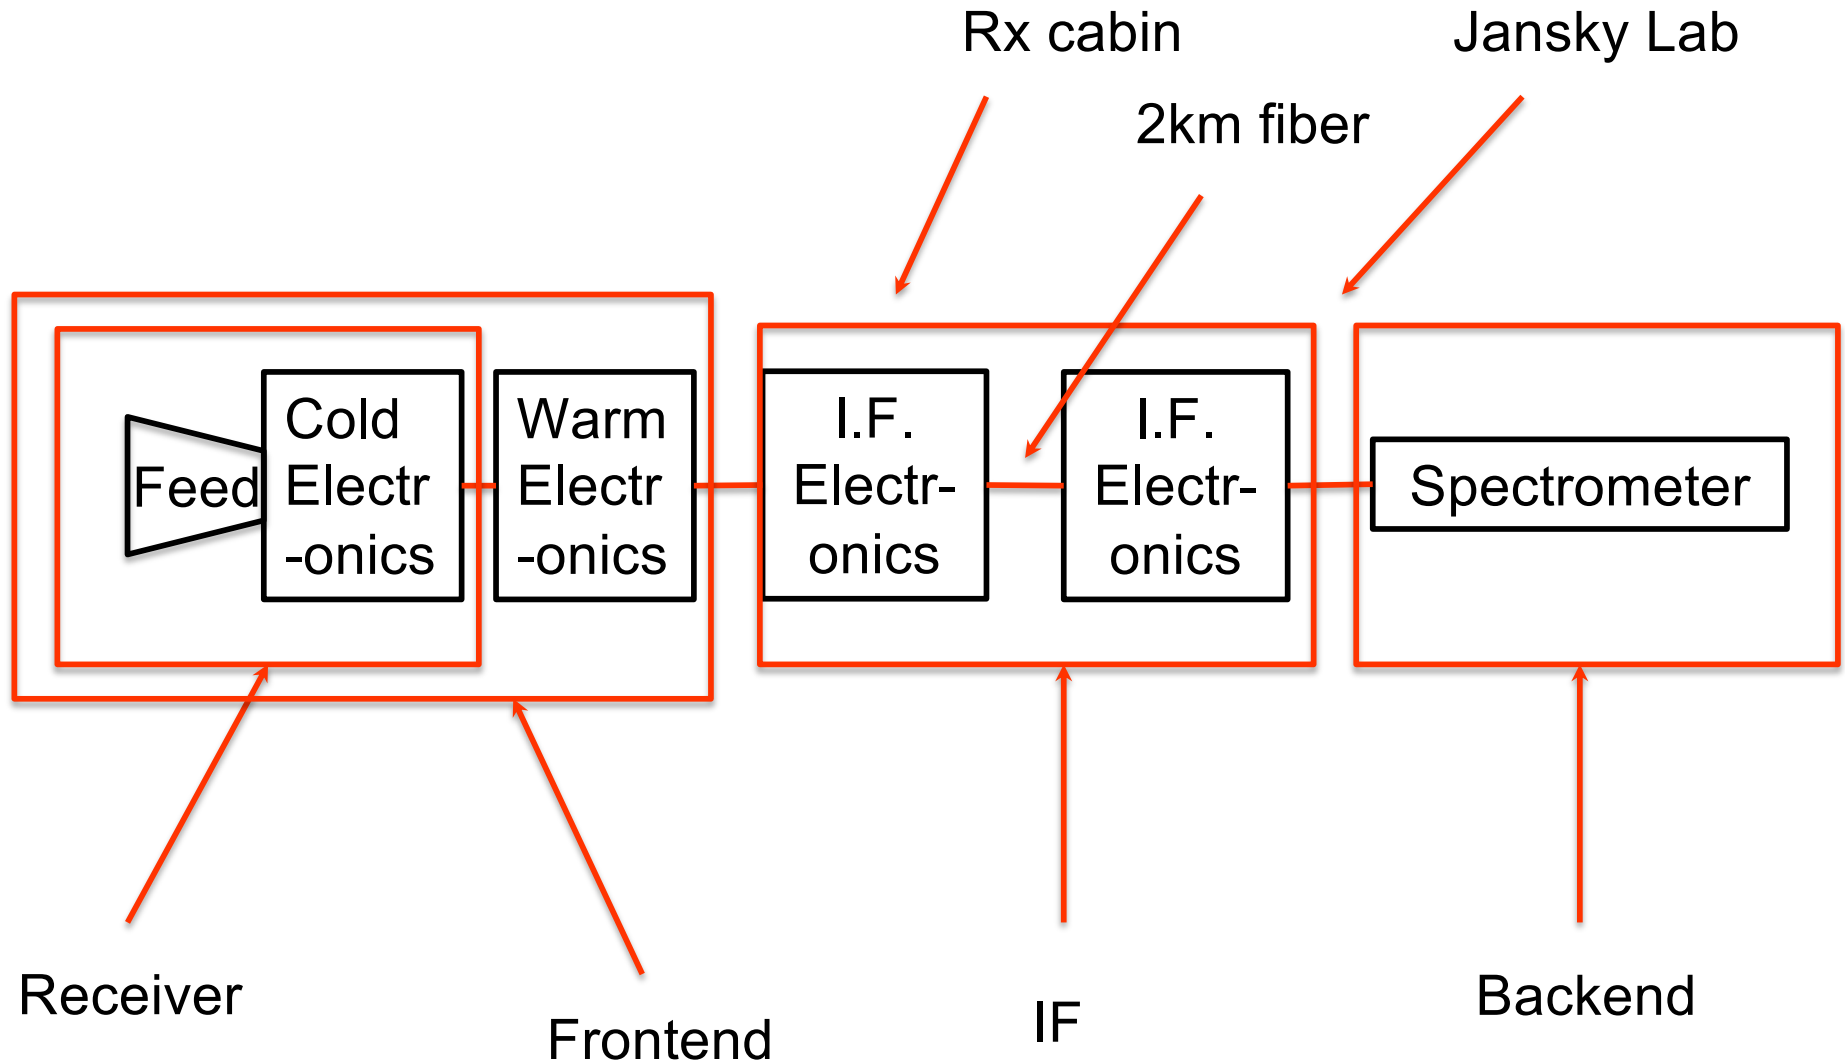 Rx cabin
Jansky Lab
2km fiber
Feed
Cold
Electr
-onics
Warm
Electr
-onics
I.F.
Electr-
onics
I.F.
Electr-
onics
Spectrometer
Receiver
Frontend
IF
Backend